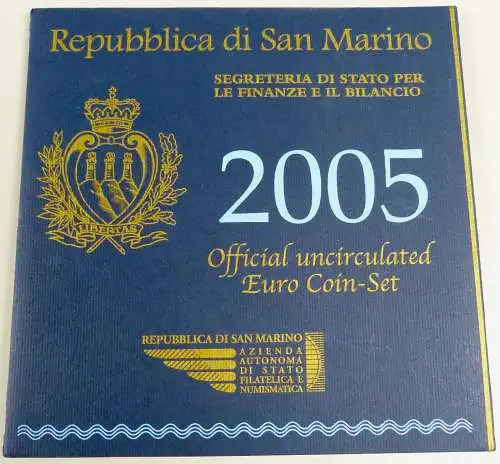 Repubblica di San Marino
SEGRETERIA DI STATO PER
LE FINANZE E IL BILANCIO
LIBERTAS
2005
Official uncirculated
Euro Coin-Set
REPUBBLICA DI SAN MARINO
AZIENDA
AUTONOMA
DI STATO
FILATELICA E
NUMISMATICA